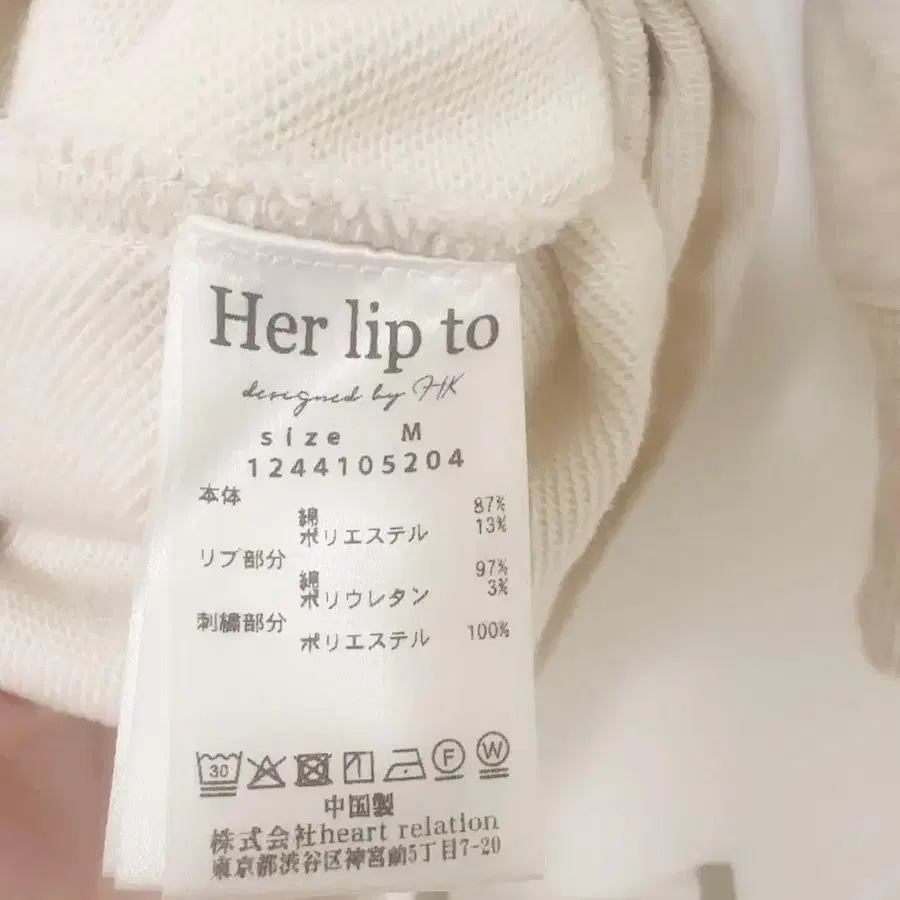 Her lip to
designed by HK
size M
1244105204
本体
綿 87%
ポリエステル 13%
リブ部分
綿 97%
ポリウレタン 3%
刺繍部分
ポリエステル 100%
30 F W
中国製
株式会社heart relation
東京都渋谷区神宮前5丁目7-20